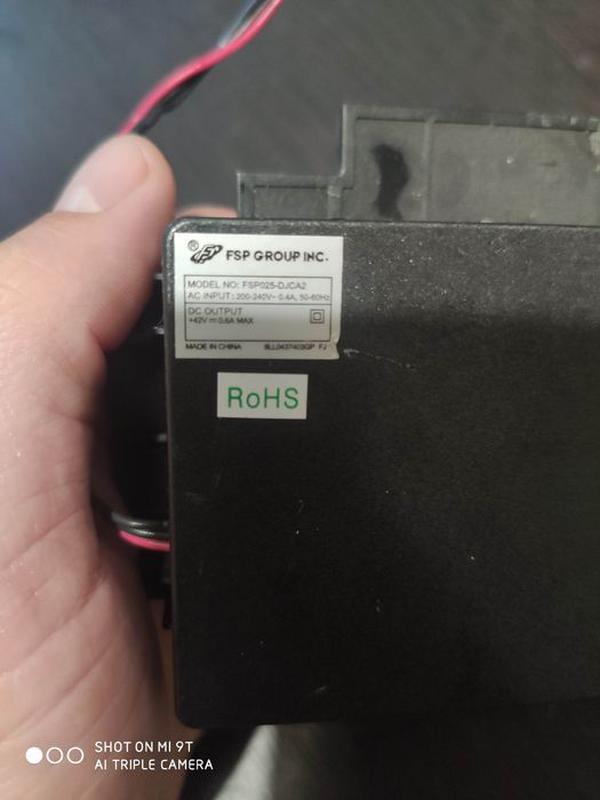 ® FSP GROUP INC.
MODEL NO: FSP025-DJCA2
AC INPUT: 200-240V~ 0.4A, 50-60Hz
DC OUTPUT
+42V ⎓ 0.6A MAX
MADE IN CHINA FJ
RoHS
SHOT ON MI 9T
AI TRIPLE CAMERA